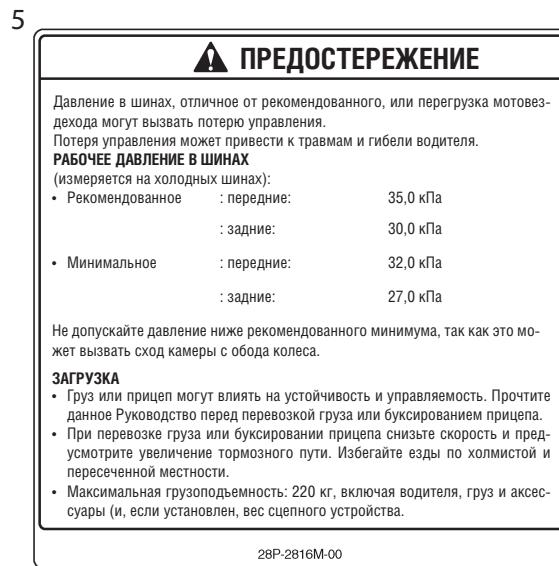 5
ПРЕДОСТЕРЕЖЕНИЕ
Давление в шинах, отличное от рекомендованного, или перегрузка мотовез-
дехода могут вызвать потерю управления.
Потеря управления может привести к травмам и гибели водителя.
РАБОЧЕЕ ДАВЛЕНИЕ В ШИНАХ
(измеряется на холодных шинах):
• Рекомендованное : передние: 35,0 кПа
: задние: 30,0 кПа
• Минимальное : передние: 32,0 кПа
: задние: 27,0 кПа
Не допускайте давление ниже рекомендованного минимума, так как это мо-
жет вызвать сход камеры с обода колеса.
ЗАГРУЗКА
• Груз или прицеп могут влиять на устойчивость и управляемость. Прочтите
данное Руководство перед перевозкой груза или буксированием прицепа.
• При перевозке груза или буксировании прицепа снизьте скорость и пред-
усмотрите увеличение тормозного пути. Избегайте езды по холмистой и
пересеченной местности.
• Максимальная грузоподъемность: 220 кг, включая водителя, груз и аксес-
суары (и, если установлен, вес сцепного устройства.
28P-2816M-00